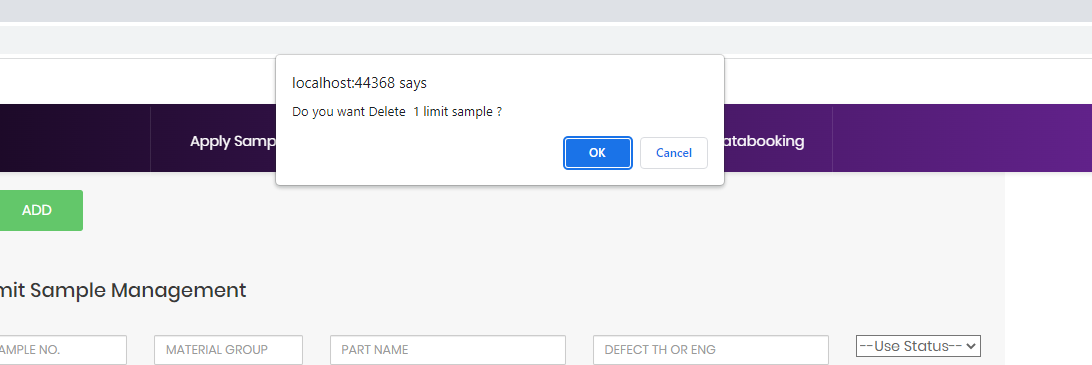 localhost:44368 says
Do you want Delete  1 limit sample ?
OK Cancel
Apply Samp atabooking
ADD
mit Sample Management
AMPLE NO. MATERIAL GROUP PART NAME DEFECT TH OR ENG --Use Status--